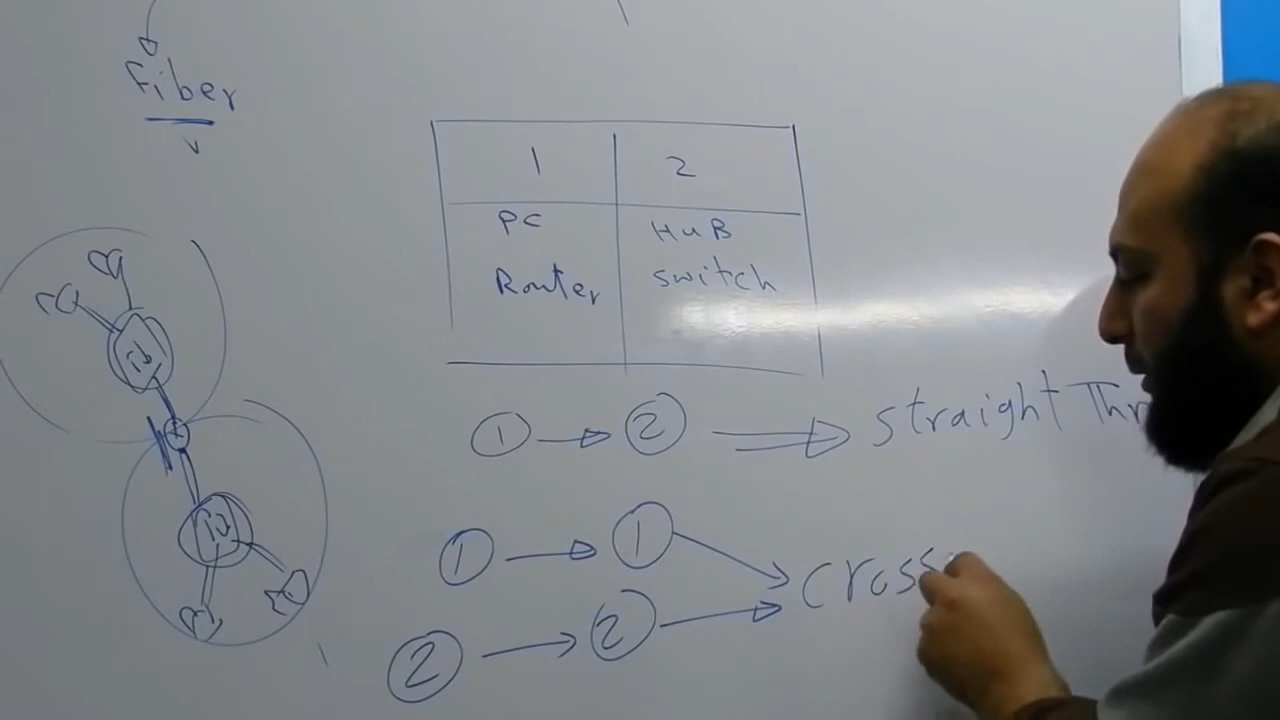 Fiber
1 2
PC HUB
Router switch
1 2 straight Thr
1 1
cross
2 2